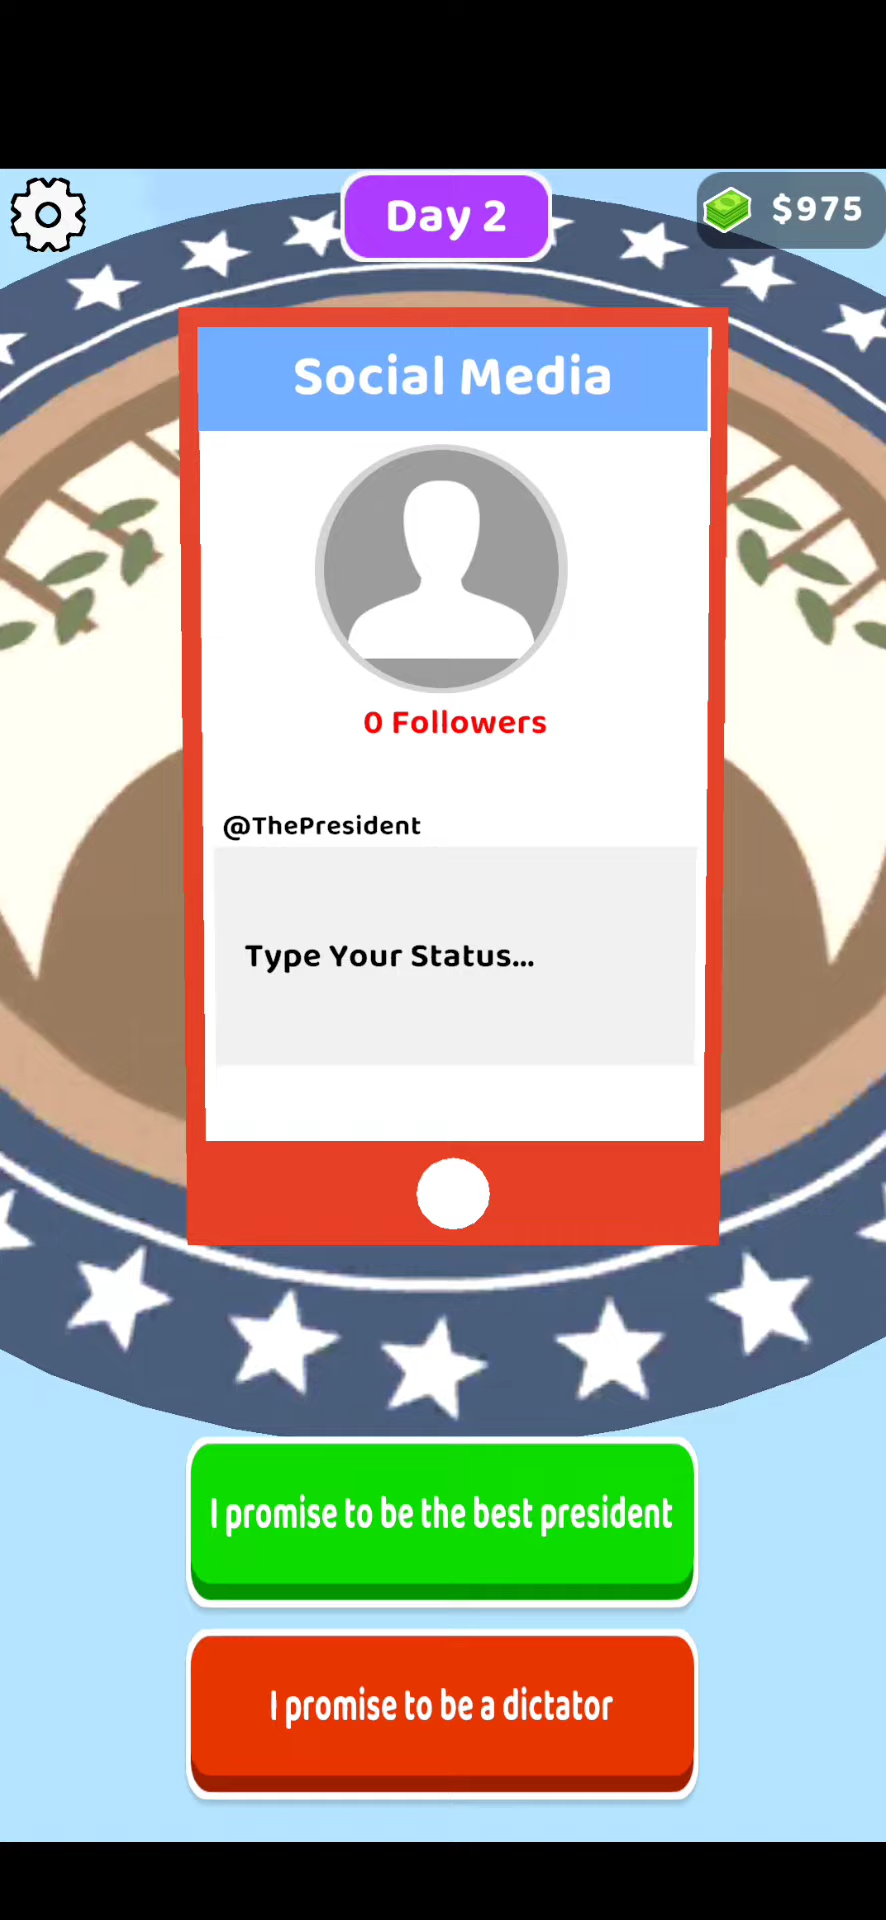 Day 2
$975
Social Media
0 Followers
@ThePresident
Type Your Status...
I promise to be the best president
I promise to be a dictator